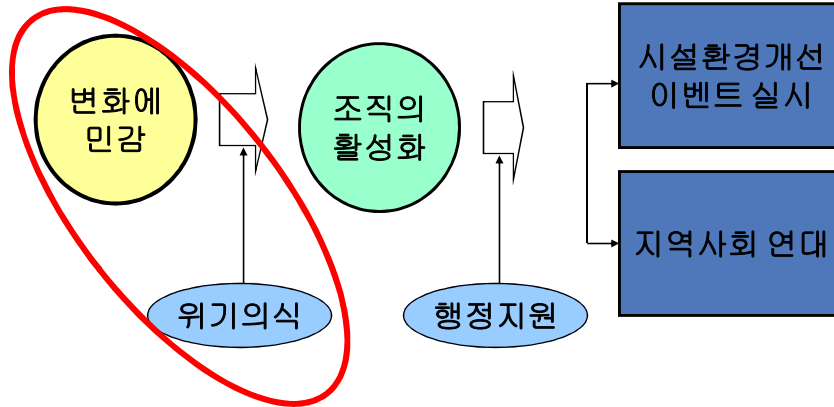 변화에
민감
조직의
활성화
시설환경개선
이벤트 실시
지역사회 연대
위기의식
행정지원